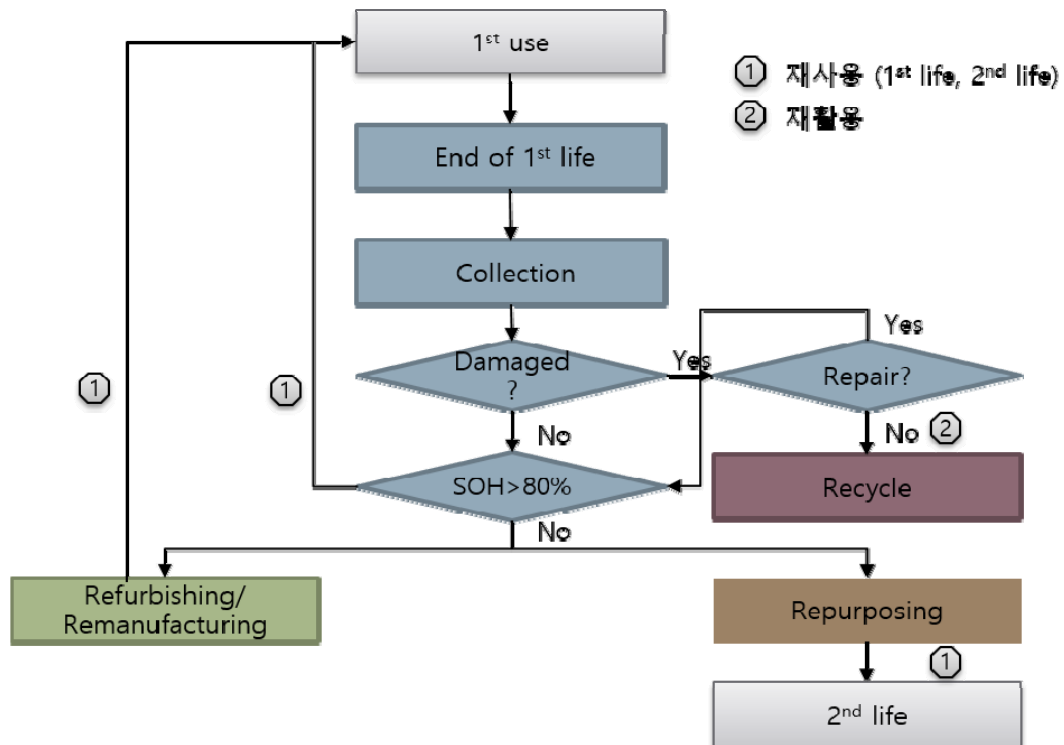 1st use
① 재사용 (1st life, 2nd life)
② 재활용
End of 1st life
Collection
Damaged
?
Yes
Repair?
Yes
No
②
Recycle
①
①
No
SOH>80%
No
Refurbishing/
Remanufacturing
Repurposing
①
2nd life